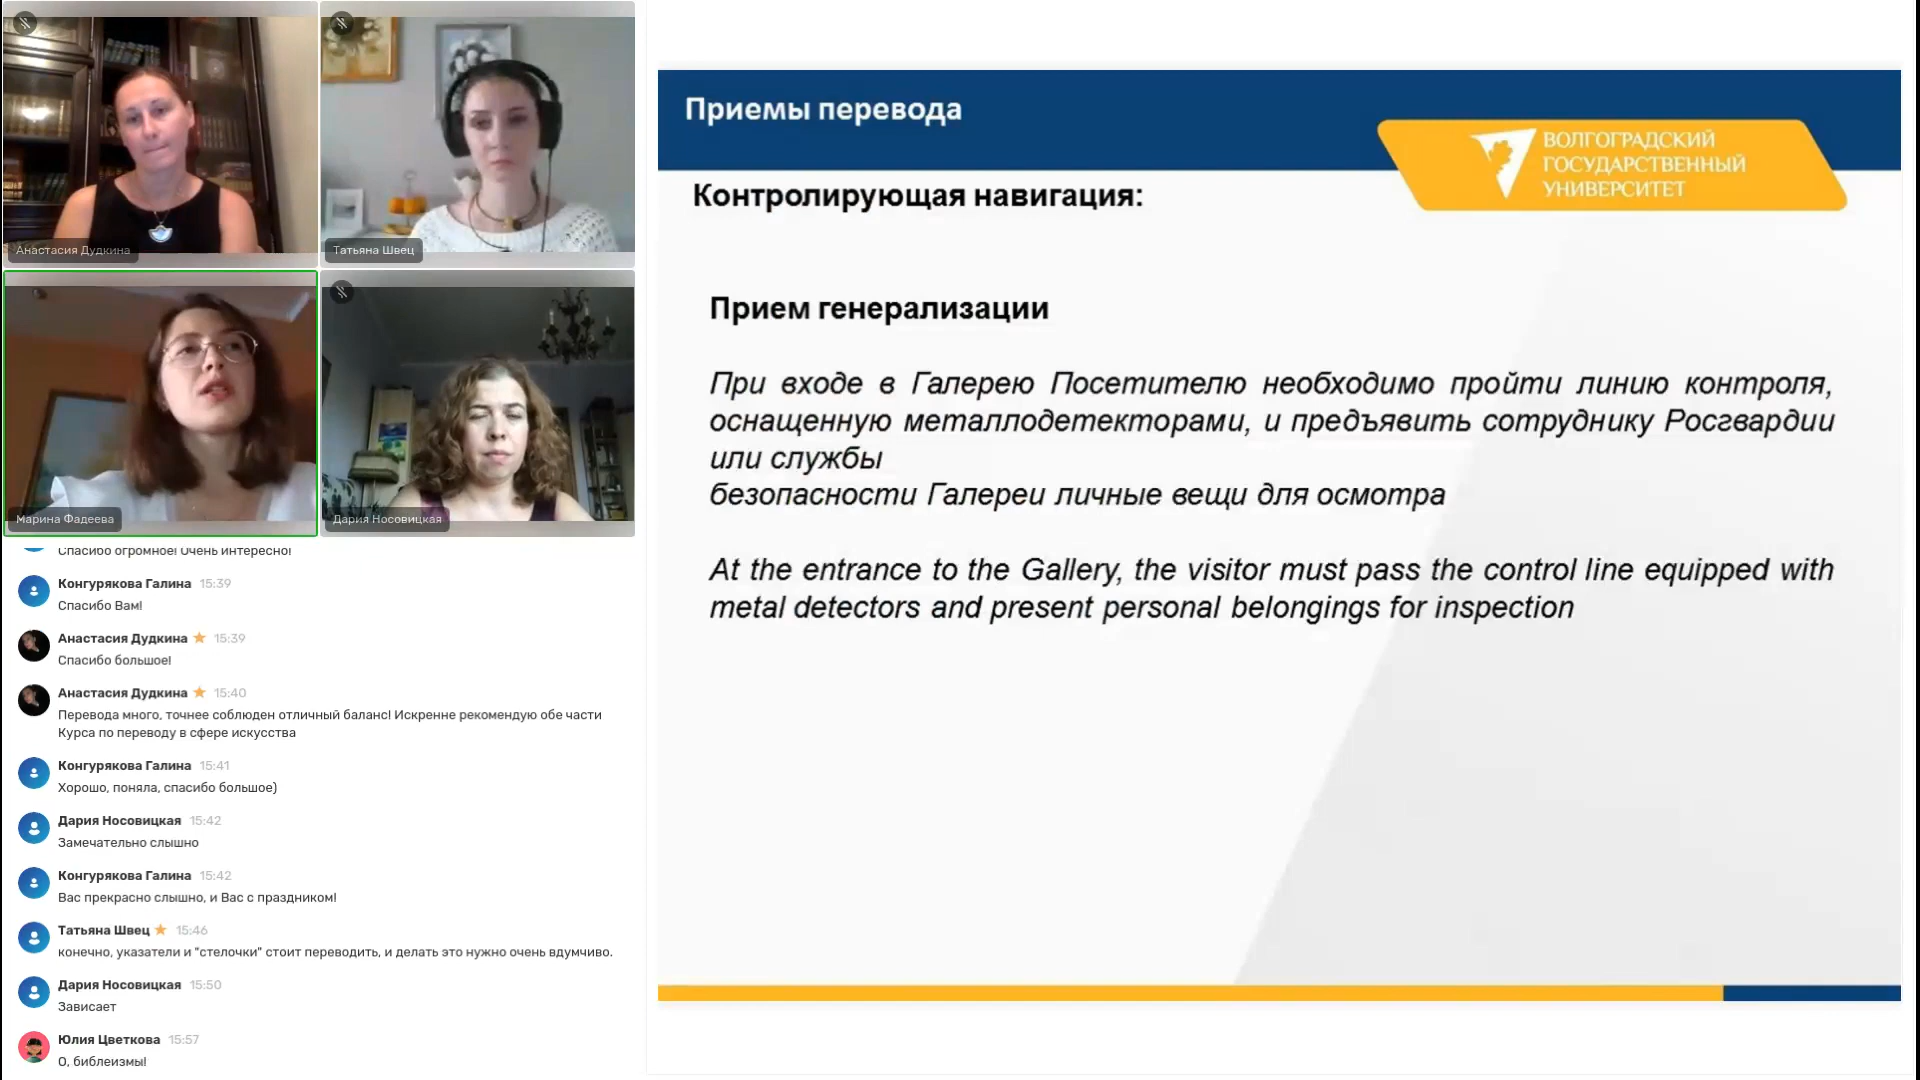 Анастасия Дудкина
Татьяна Швец
Марина Фадеева
Дария Носовицкая
Спасибо огромное! Очень интересно!
Конгурякова Галина 15:39
Спасибо Вам!
Анастасия Дудкина 15:39
Спасибо большое!
Анастасия Дудкина 15:40
Перевода много, точнее соблюден отличный баланс! Искренне рекомендую обе части
Курса по переводу в сфере искусства
Конгурякова Галина 15:41
Хорошо, поняла, спасибо большое)
Дария Носовицкая 15:42
Замечательно слышно
Конгурякова Галина 15:42
Вас прекрасно слышно, и Вас с праздником!
Татьяна Швец 15:46
конечно, указатели и "стелочки" стоит переводить, и делать это нужно очень вдумчиво.
Дария Носовицкая 15:50
Зависает
Юлия Цветкова 15:57
О, библеизмы!
Приемы перевода
ВОЛГОГРАДСКИЙ
ГОСУДАРСТВЕННЫЙ
УНИВЕРСИТЕТ
Контролирующая навигация:
Прием генерализации
При входе в Галерею Посетителю необходимо пройти линию контроля,
оснащенную металлодетекторами, и предъявить сотруднику Росгвардии
или службы
безопасности Галереи личные вещи для осмотра
At the entrance to the Gallery, the visitor must pass the control line equipped with
metal detectors and present personal belongings for inspection